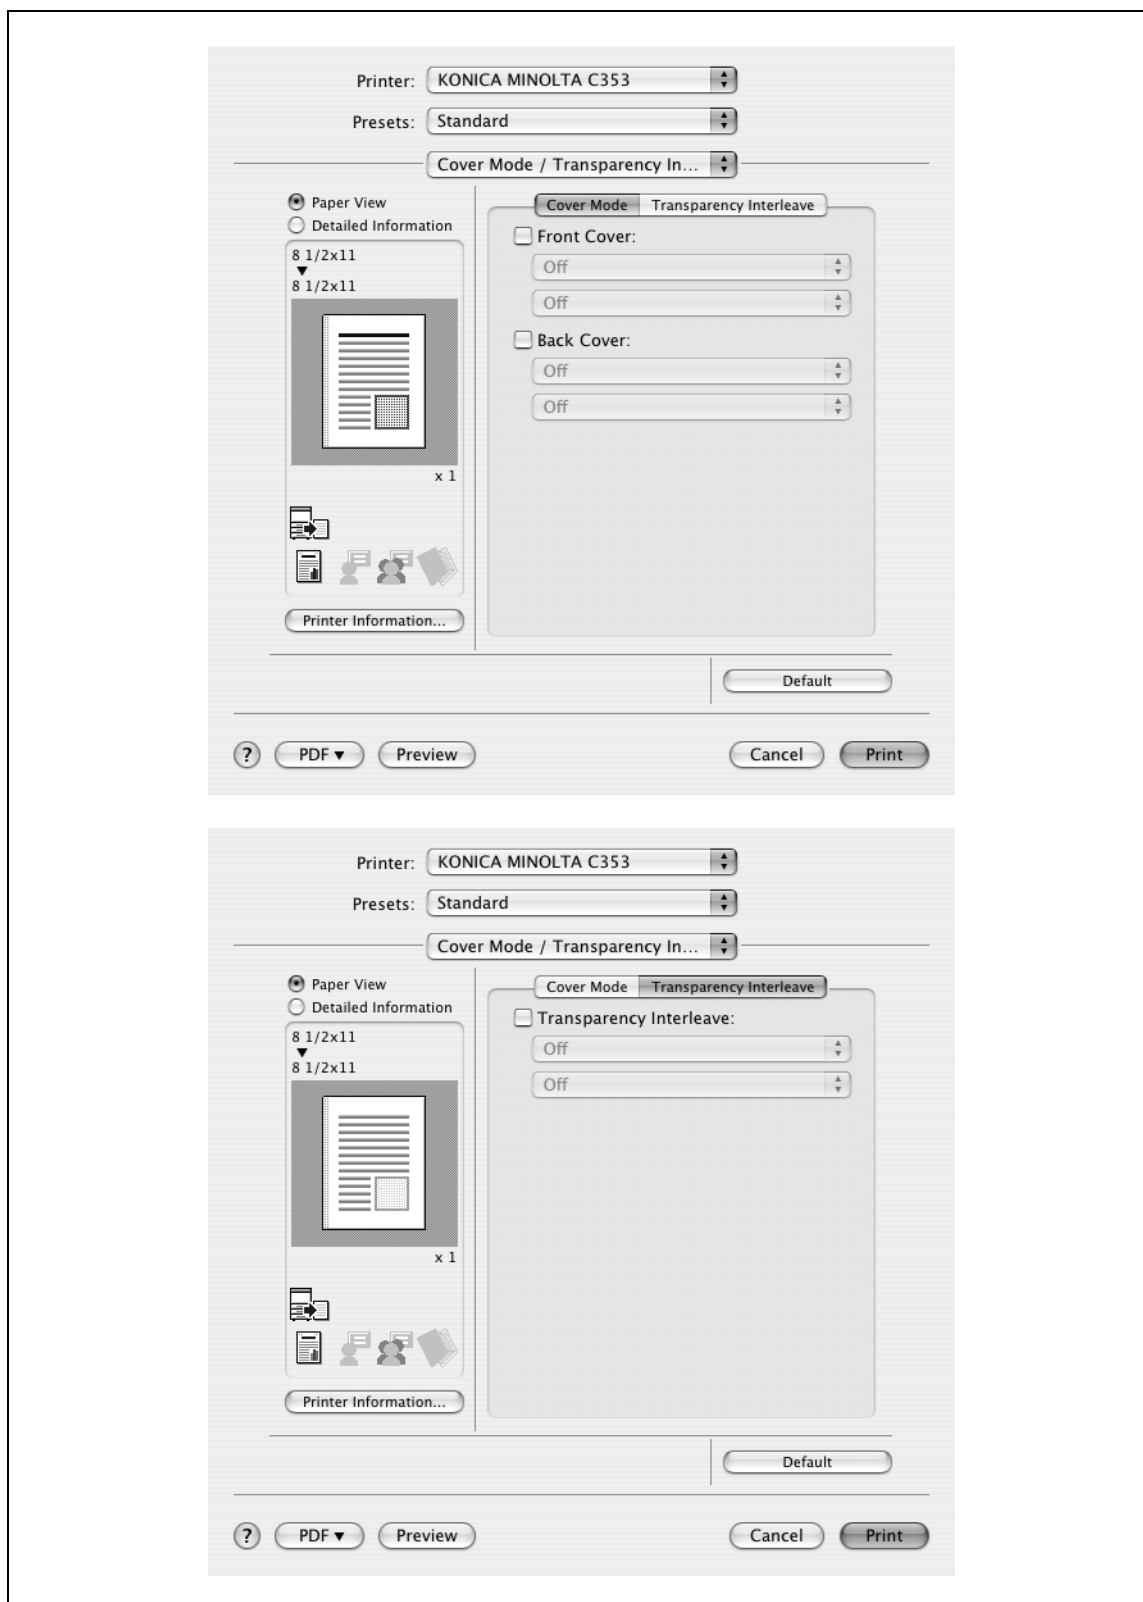 Printer: KONICA MINOLTA C353
Presets: Standard
Cover Mode / Transparency In...
Paper View
Detailed Information
8 1/2x11
8 1/2x11
x 1
Printer Information...
Cover Mode Transparency Interleave
Front Cover:
Off
Off
Back Cover:
Off
Off
Default
? PDF Preview Cancel Print
Printer: KONICA MINOLTA C353
Presets: Standard
Cover Mode / Transparency In...
Paper View
Detailed Information
8 1/2x11
8 1/2x11
x 1
Printer Information...
Cover Mode Transparency Interleave
Transparency Interleave:
Off
Off
Default
? PDF Preview Cancel Print